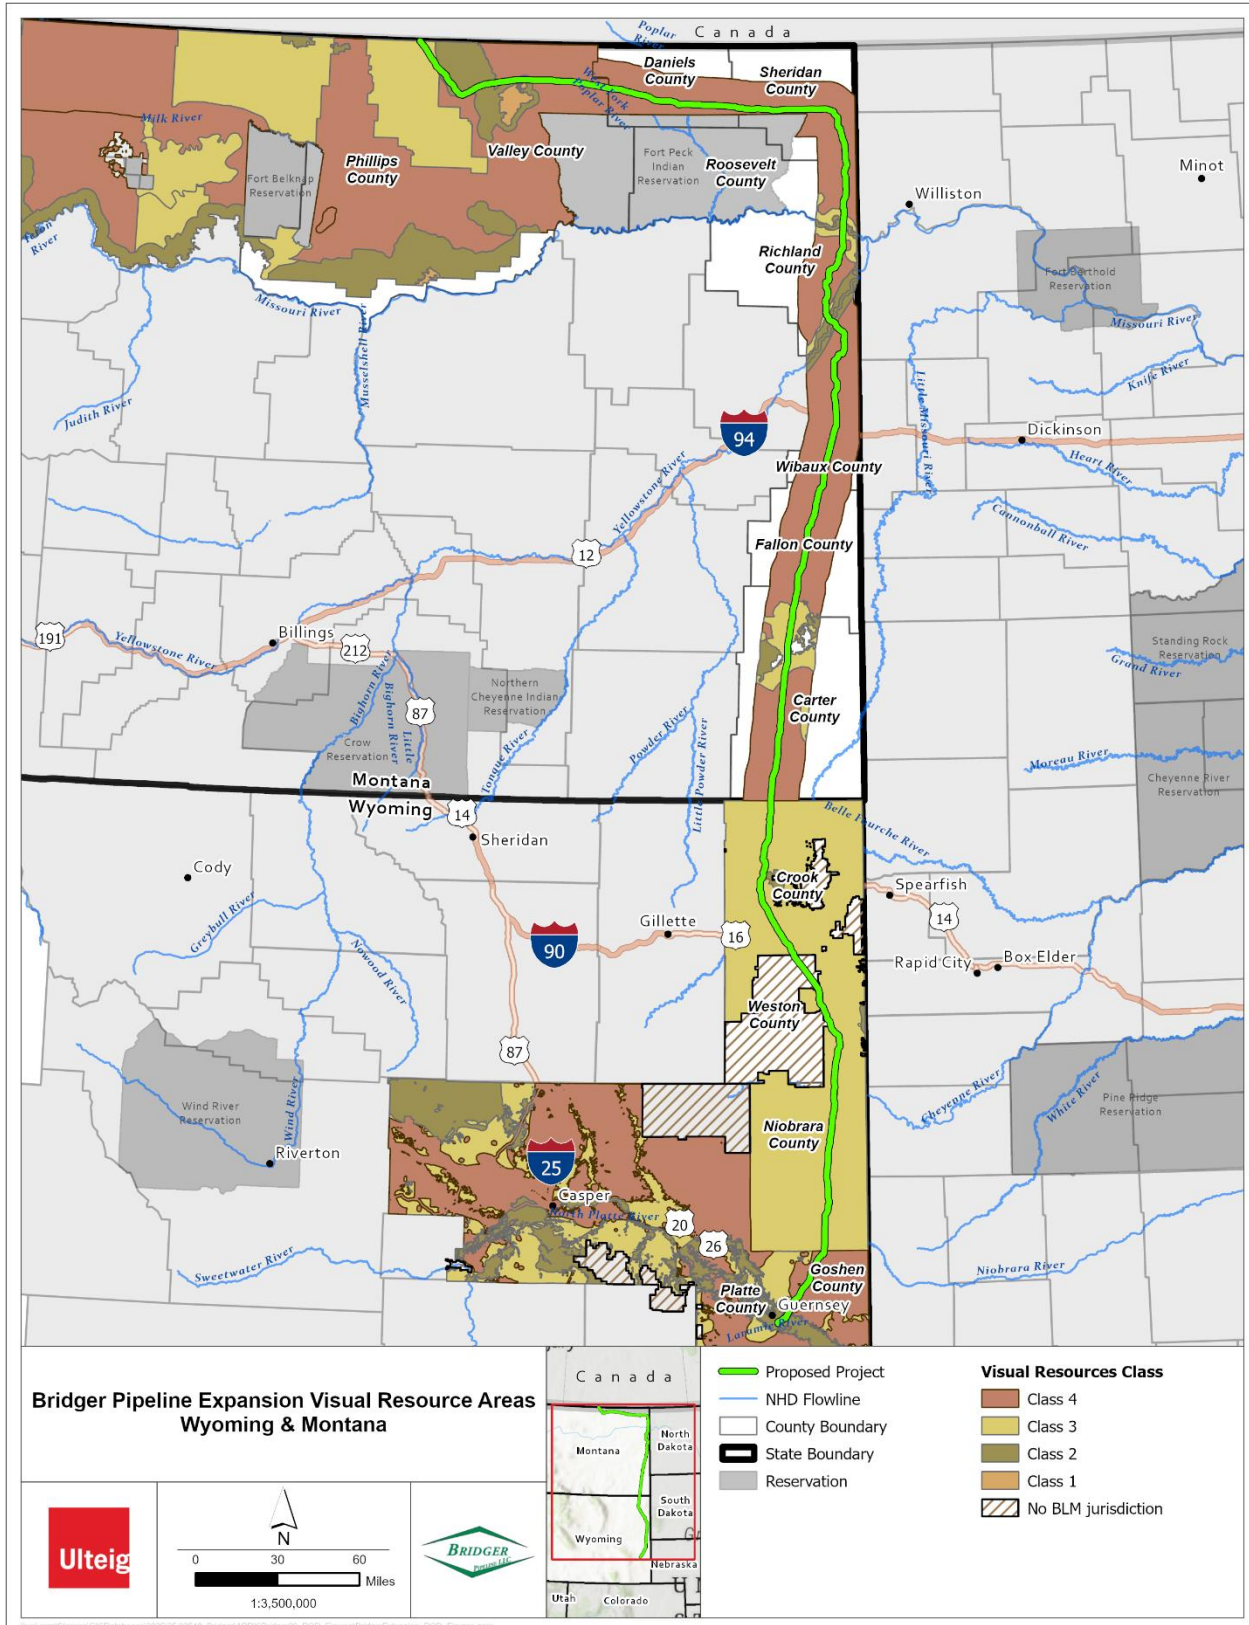 Canada
Poplar
River
Daniels
County
Sheridan
County
West Fork
Poplar River
Milk River
Phillips
County
Valley County
Fort Peck
Indian
Reservation
Roosevelt
County
Fort Belknap
Reservation
Minot
Williston
River
Richland
County
Fort Berthold
Reservation
Missouri River
Missouri River
Musselshell River
Judith River
Knife River
Little Missouri River
94
Dickinson
Heart River
Wibaux County
Yellowstone River
Cannonball River
12
Fallon County
191
Yellowstone River
Billings
212
Standing Rock
Reservation
Grand River
Northern
Cheyenne Indian
Reservation
Bighorn River
Little
Bighorn River
87
Crow
Reservation
Carter
County
Powder River
Tongue River
Little Powder River
Moreau River
Cheyenne River
Reservation
Montana
Wyoming
14
Sheridan
Belle Fourche River
Cody
Crook
County
Spearfish
Greybull River
Gillette
16
14
90
Nowood River
Rapid City
Box Elder
Weston
County
87
Wind River
Reservation
Wind River
Cheyenne River
White River
Pine Ridge
Reservation
Niobrara
County
Riverton
25
Casper
North Platte River
20
26
Sweetwater River
Goshen
County
Niobrara River
Platte
County
Guernsey
Laramie River
Bridger Pipeline Expansion Visual Resource Areas
Wyoming & Montana
Canada
Montana
North
Dakota
South
Dakota
Wyoming
Nebraska
Utah
Colorado
Proposed Project
NHD Flowline
County Boundary
State Boundary
Reservation
Visual Resources Class
Class 4
Class 3
Class 2
Class 1
No BLM jurisdiction
Ulteig
N
0 30 60
Miles
1:3,500,000
BRIDGER
PIPELINE LLC